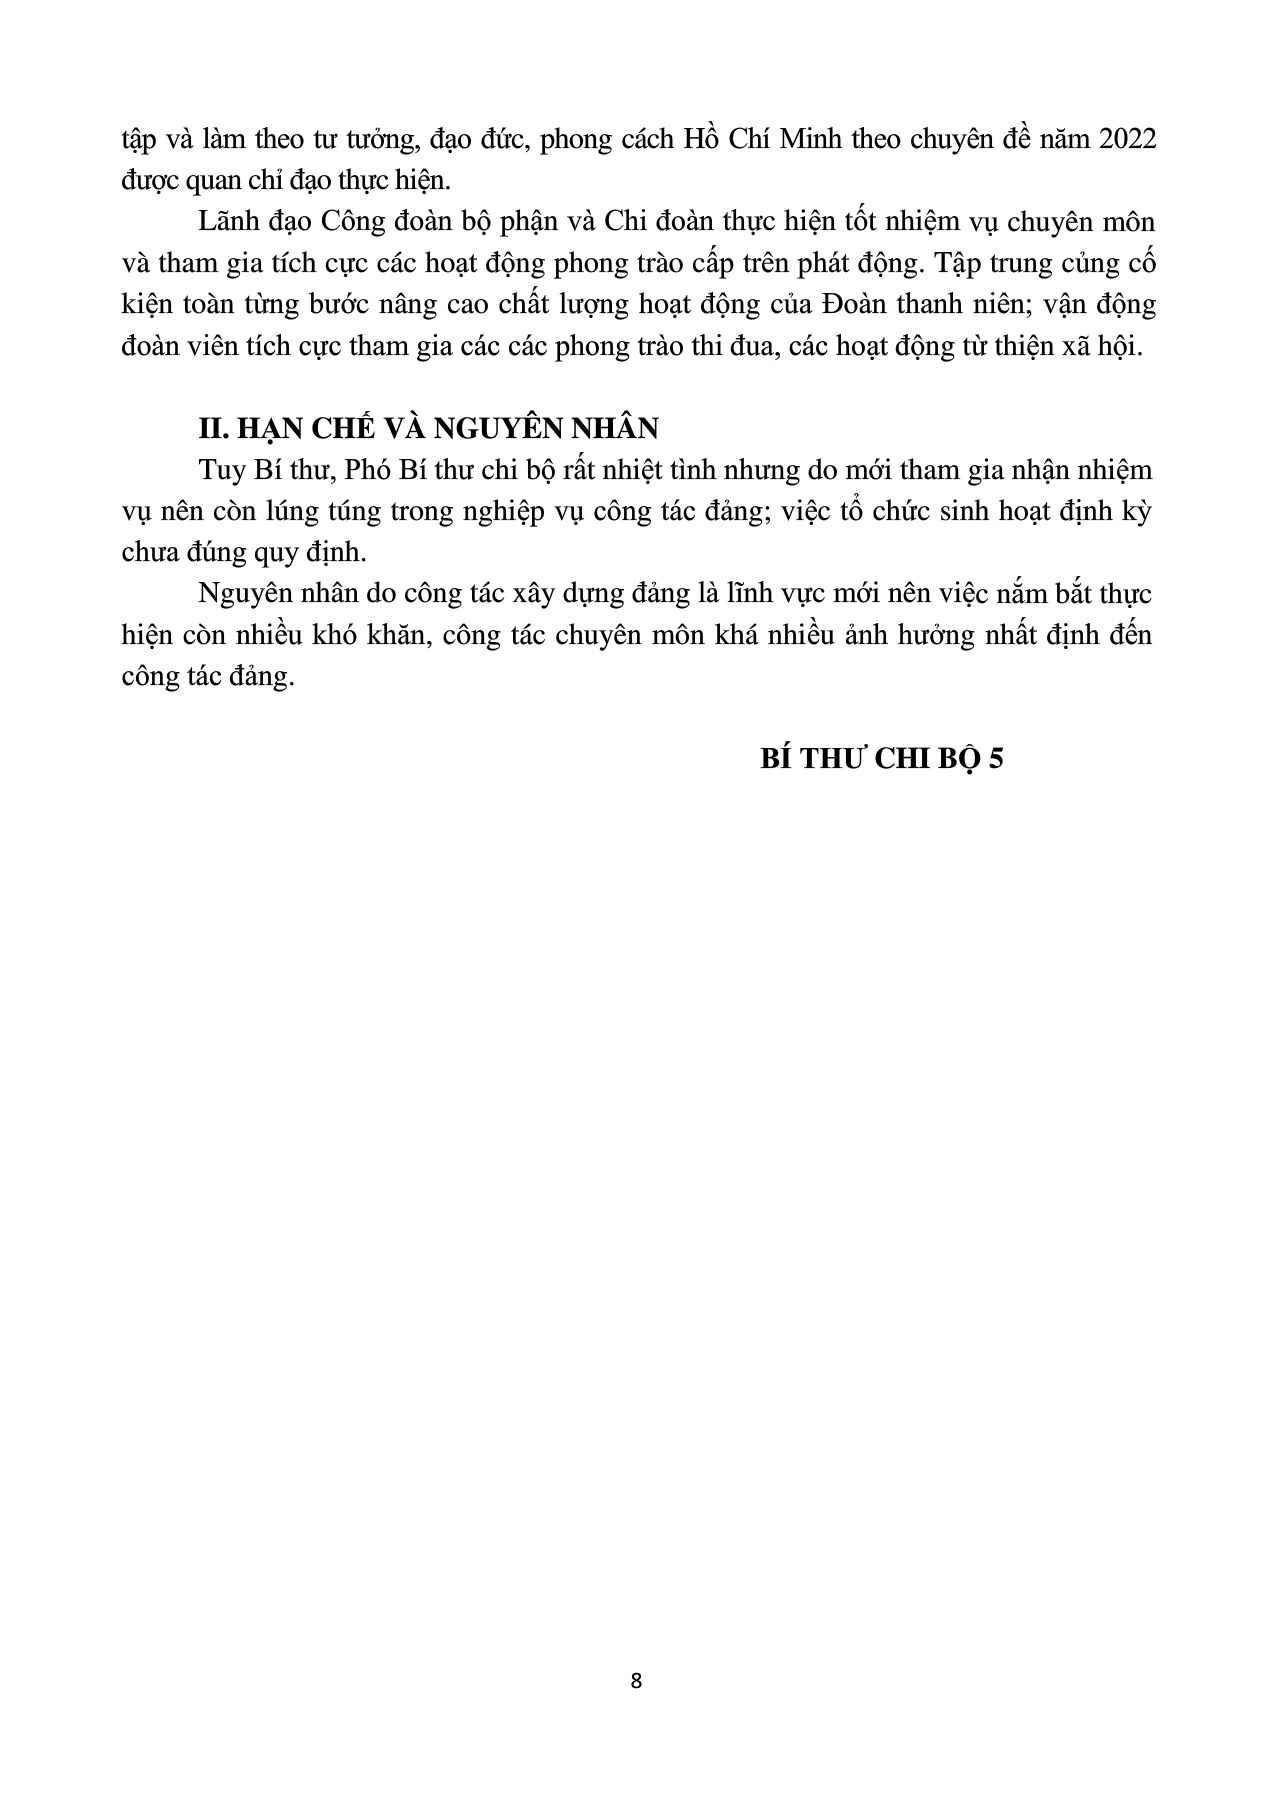 tập và làm theo tư tưởng, đạo đức, phong cách Hồ Chí Minh theo chuyên đề năm 2022
được quan chỉ đạo thực hiện.
Lãnh đạo Công đoàn bộ phận và Chi đoàn thực hiện tốt nhiệm vụ chuyên môn
và tham gia tích cực các hoạt động phong trào cấp trên phát động. Tập trung củng cố
kiện toàn từng bước nâng cao chất lượng hoạt động của Đoàn thanh niên; vận động
đoàn viên tích cực tham gia các các phong trào thi đua, các hoạt động từ thiện xã hội.
II. HẠN CHẾ VÀ NGUYÊN NHÂN
Tuy Bí thư, Phó Bí thư chi bộ rất nhiệt tình nhưng do mới tham gia nhận nhiệm
vụ nên còn lúng túng trong nghiệp vụ công tác đảng; việc tổ chức sinh hoạt định kỳ
chưa đúng quy định.
Nguyên nhân do công tác xây dựng đảng là lĩnh vực mới nên việc nắm bắt thực
hiện còn nhiều khó khăn, công tác chuyên môn khá nhiều ảnh hưởng nhất định đến
công tác đảng.
BÍ THƯ CHI BỘ 5
8